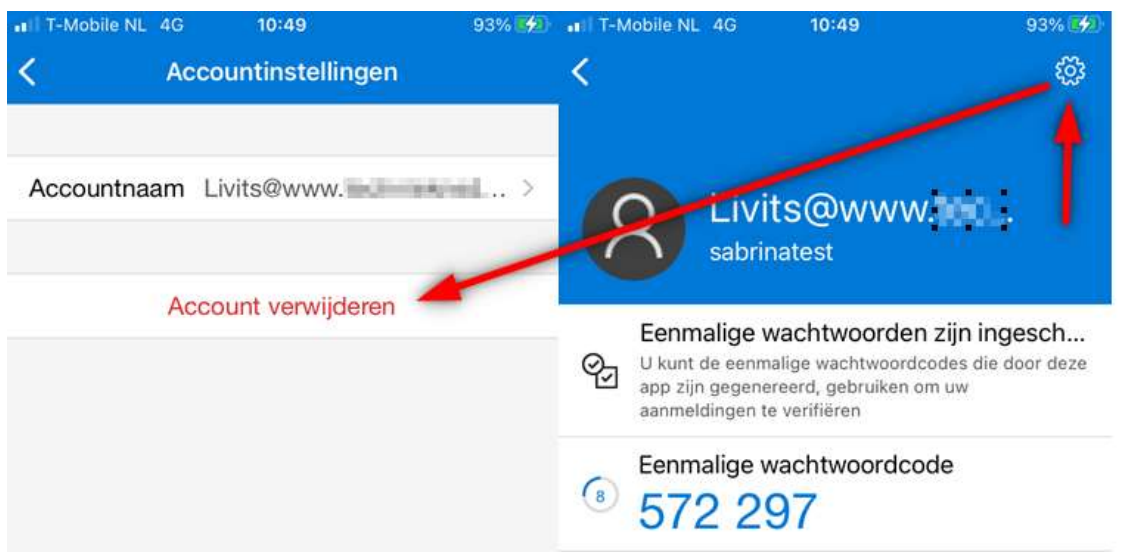 T-Mobile NL 4G 10:49 93%
Accountinstellingen
Accountnaam Livits@www. ... >
Account verwijderen
T-Mobile NL 4G 10:49 93%
Livits@www. ...
sabrinatest
Eenmalige wachtwoorden zijn ingesch...
U kunt de eenmalige wachtwoordcodes die door deze
app zijn gegenereerd, gebruiken om uw
aanmeldingen te verifiëren
Eenmalige wachtwoordcode
8
572 297